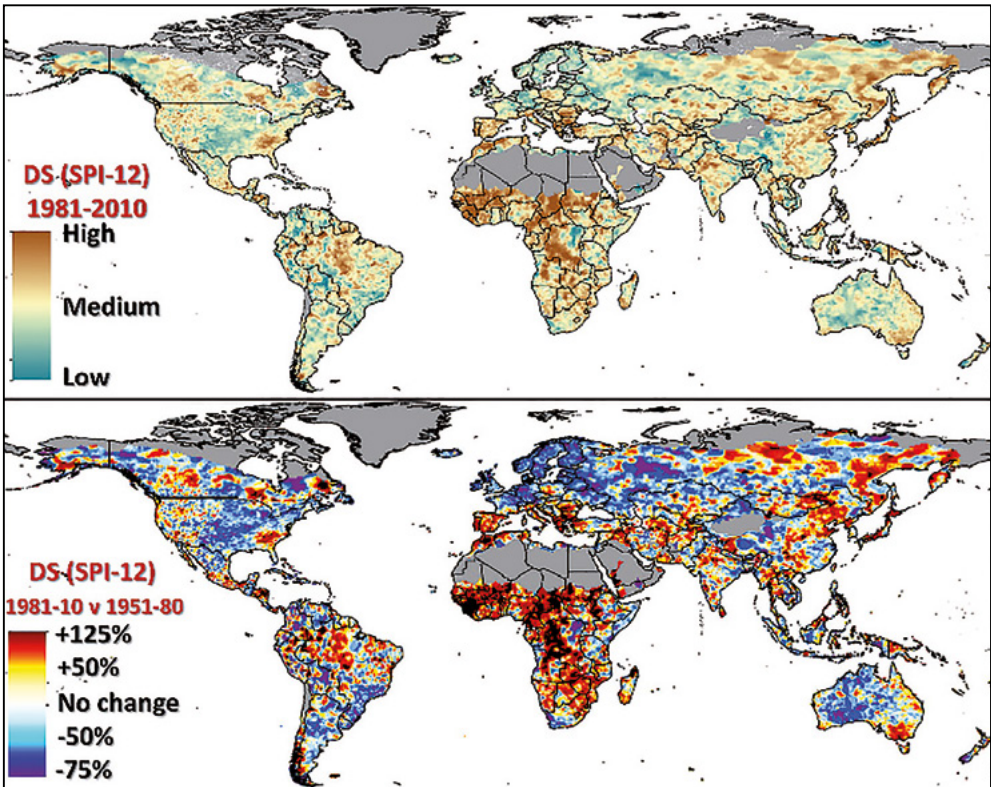 DS (SPI-12)
1981-2010
High
Medium
Low
DS (SPI-12)
1981-10 v 1951-80
+125%
+50%
No change
-50%
-75%